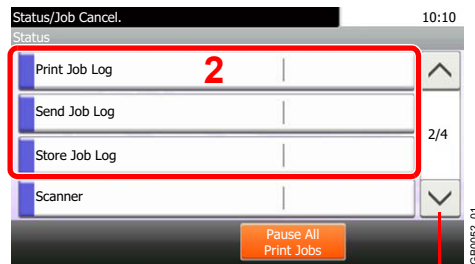 Status/Job Cancel.
10:10
Status
Print Job Log
2
Send Job Log
2/4
Store Job Log
Scanner
Pause All
Print Jobs
GB0052_01